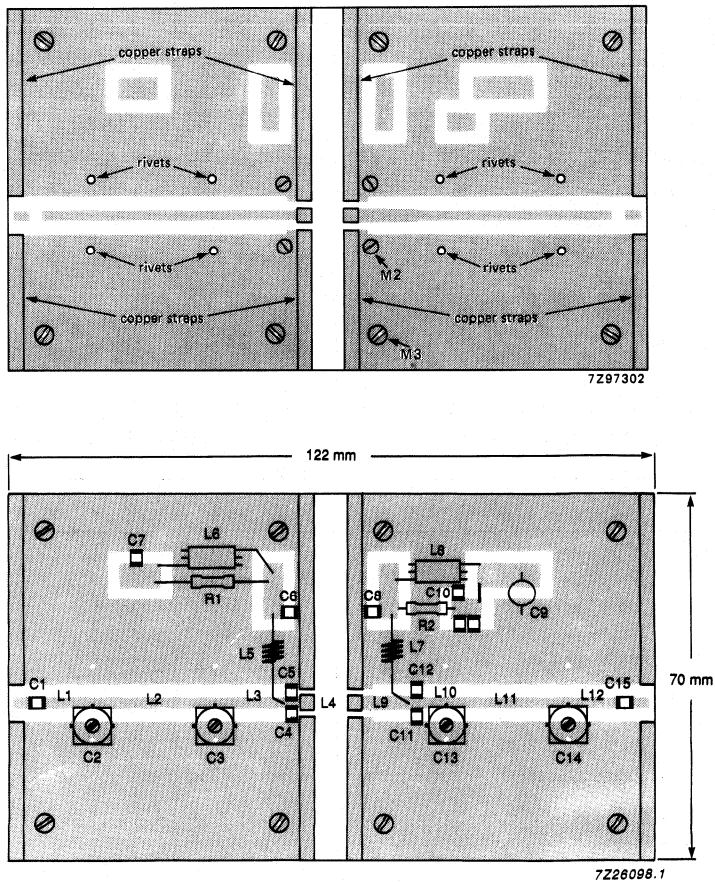 copper straps
copper straps
rivets
rivets
rivets
rivets
M2
copper straps
copper straps
M3
7Z97302
122 mm
C7
L6
L8
R1
C6
C8
C10
R2
C9
L5
L7
C5
C12
70 mm
C1
L1
L2
L3
L4
L9
L10
L11
L12
C15
C4
C11
C2
C3
C13
C14
7Z26098.1